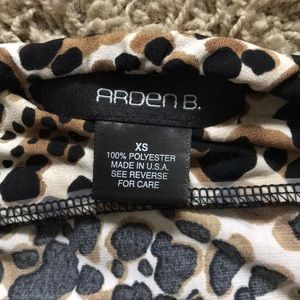 ARDEN B.
XS
100% POLYESTER
MADE IN U.S.A.
SEE REVERSE
FOR CARE